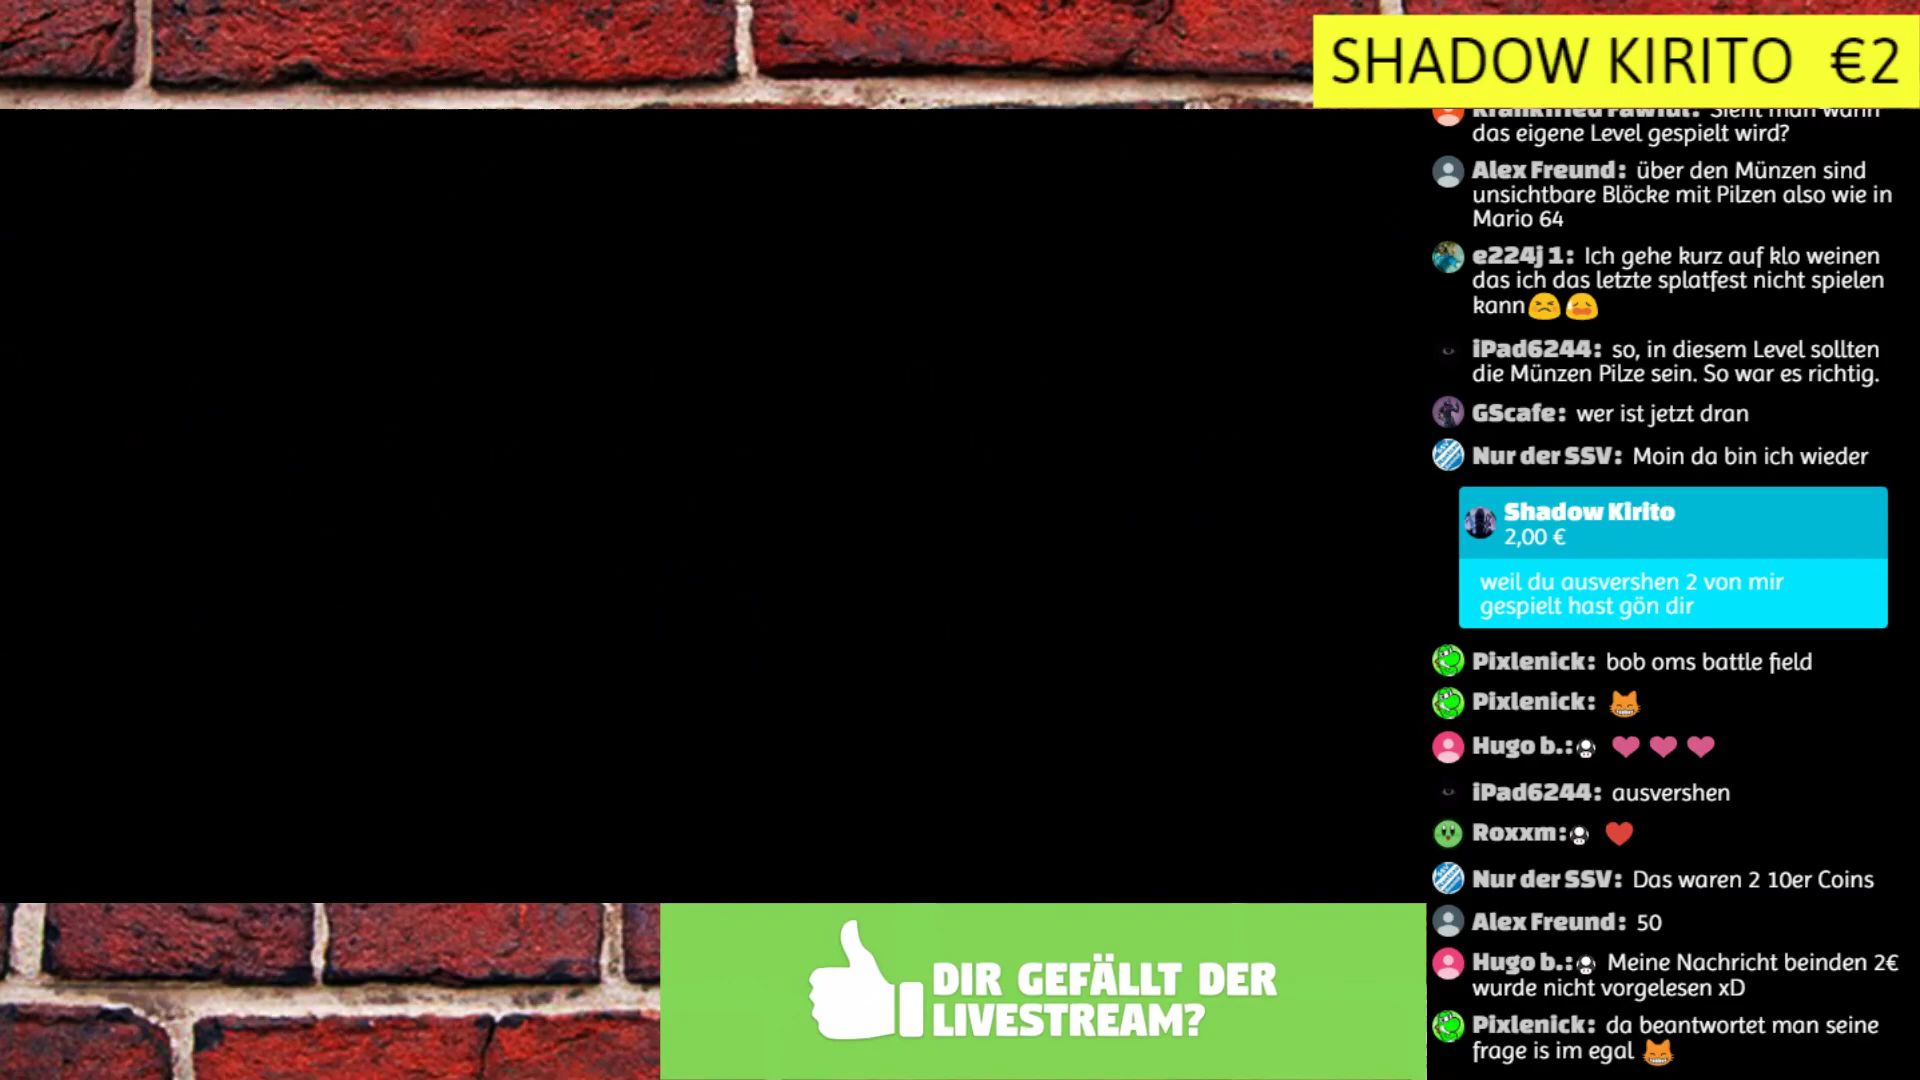 SHADOW KIRITO €2
das eigene Level gespielt wird?
Alex Freund: über den Münzen sind
unsichtbare Blöcke mit Pilzen also wie in
Mario 64
e224j 1: Ich gehe kurz auf klo weinen
das ich das letzte splatfest nicht spielen
kann
iPad6244: so, in diesem Level sollten
die Münzen Pilze sein. So war es richtig.
GScafe: wer ist jetzt dran
Nur der SSV: Moin da bin ich wieder
Shadow Kirito
2,00 €
weil du ausvershen 2 von mir
gespielt hast gön dir
Pixlenick: bob oms battle field
Pixlenick:
Hugo b.:
iPad6244: ausvershen
Roxxm:
Nur der SSV: Das waren 2 10er Coins
Alex Freund: 50
Hugo b.: Meine Nachricht beinden 2€
wurde nicht vorgelesen xD
Pixlenick: da beantwortet man seine
frage is im egal
DIR GEFÄLLT DER
LIVESTREAM?